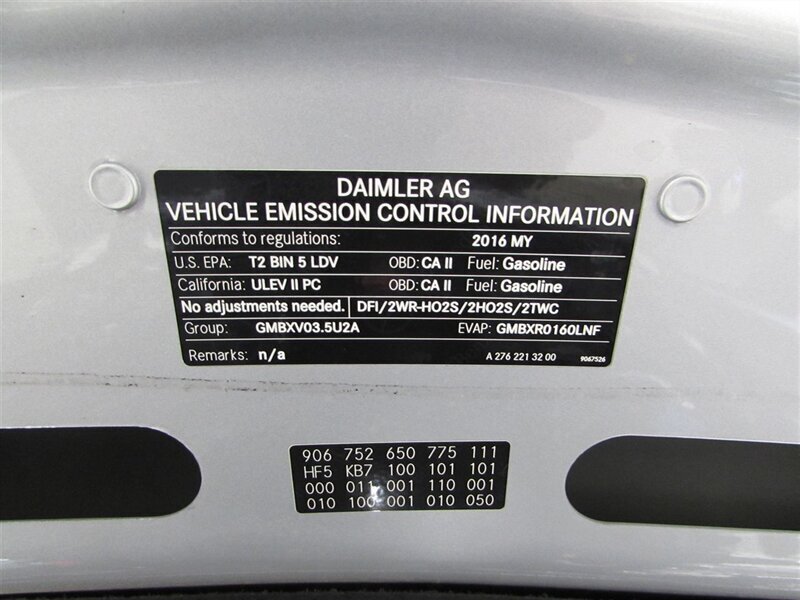 DAIMLER AG
VEHICLE EMISSION CONTROL INFORMATION
Conforms to regulations: 2016 MY
U.S. EPA: T2 BIN 5 LDV OBD: CA II Fuel: Gasoline
California: ULEV II PC OBD: CA II Fuel: Gasoline
No adjustments needed. DFI/2WR-HO2S/2HO2S/2TWC
Group: GMBXV03.5U2A EVAP: GMBXR0160LNF
Remarks: n/a A 276 221 32 00 9067526
906 752 650 775 111
HF5 KB7 100 101 101
000 011 001 110 001
010 100 001 010 050